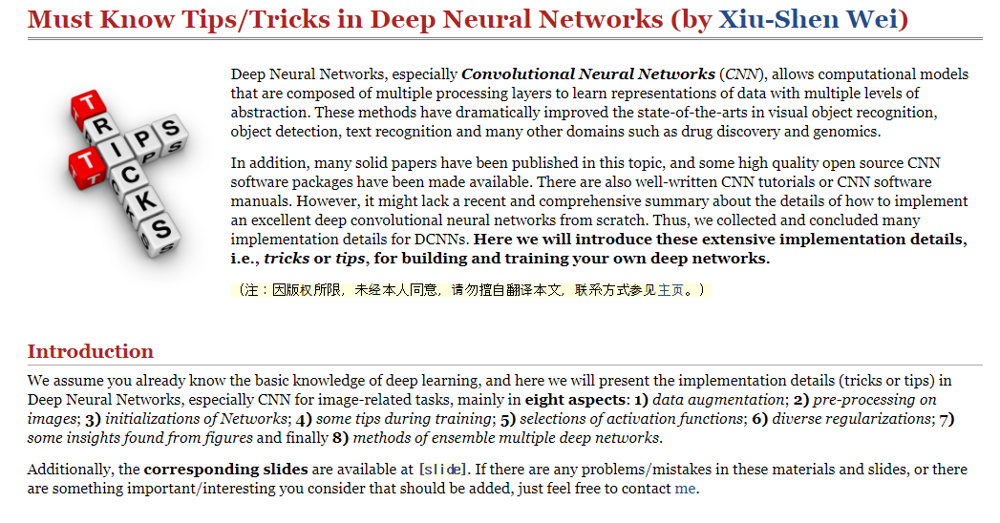 Must Know Tips/Tricks in Deep Neural Networks (by Xiu-Shen Wei)
TRICKS
TIPS
Deep Neural Networks, especially Convolutional Neural Networks (CNN), allows computational models
that are composed of multiple processing layers to learn representations of data with multiple levels of
abstraction. These methods have dramatically improved the state-of-the-arts in visual object recognition,
object detection, text recognition and many other domains such as drug discovery and genomics.
In addition, many solid papers have been published in this topic, and some high quality open source CNN
software packages have been made available. There are also well-written CNN tutorials or CNN software
manuals. However, it might lack a recent and comprehensive summary about the details of how to implement
an excellent deep convolutional neural networks from scratch. Thus, we collected and concluded many
implementation details for DCNNs. Here we will introduce these extensive implementation details,
i.e., tricks or tips, for building and training your own deep networks.
（注：因版权所限，未经本人同意，请勿擅自翻译本文，联系方式参见主页。）
Introduction
We assume you already know the basic knowledge of deep learning, and here we will present the implementation details (tricks or tips) in
Deep Neural Networks, especially CNN for image-related tasks, mainly in eight aspects: 1) data augmentation; 2) pre-processing on
images; 3) initializations of Networks; 4) some tips during training; 5) selections of activation functions; 6) diverse regularizations; 7)
some insights found from figures and finally 8) methods of ensemble multiple deep networks.
Additionally, the corresponding slides are available at [slide]. If there are any problems/mistakes in these materials and slides, or there
are something important/interesting you consider that should be added, just feel free to contact me.